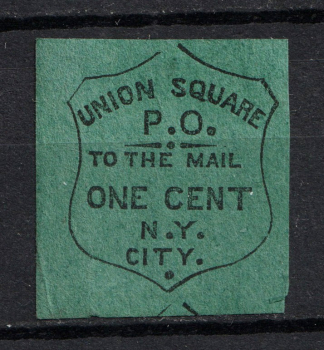 UNION SQUARE
P.O.
TO THE MAIL
ONE CENT
N.Y.
CITY.